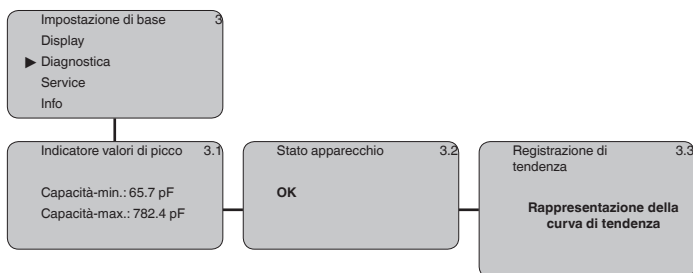 Impostazione di base 3
Display
▶ Diagnostica
Service
Info
Indicatore valori di picco 3.1
Capacità-min.: 65.7 pF
Capacità-max.: 782.4 pF
Stato apparecchio 3.2
OK
Registrazione di 3.3
tendenza
Rappresentazione della
curva di tendenza